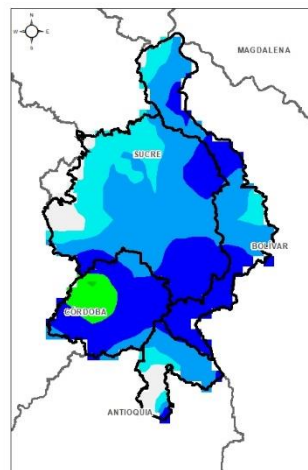 N
W E
S
MAGDALENA
SUCRE
BOLIVAR
CORDOBA
ANTIOQUIA